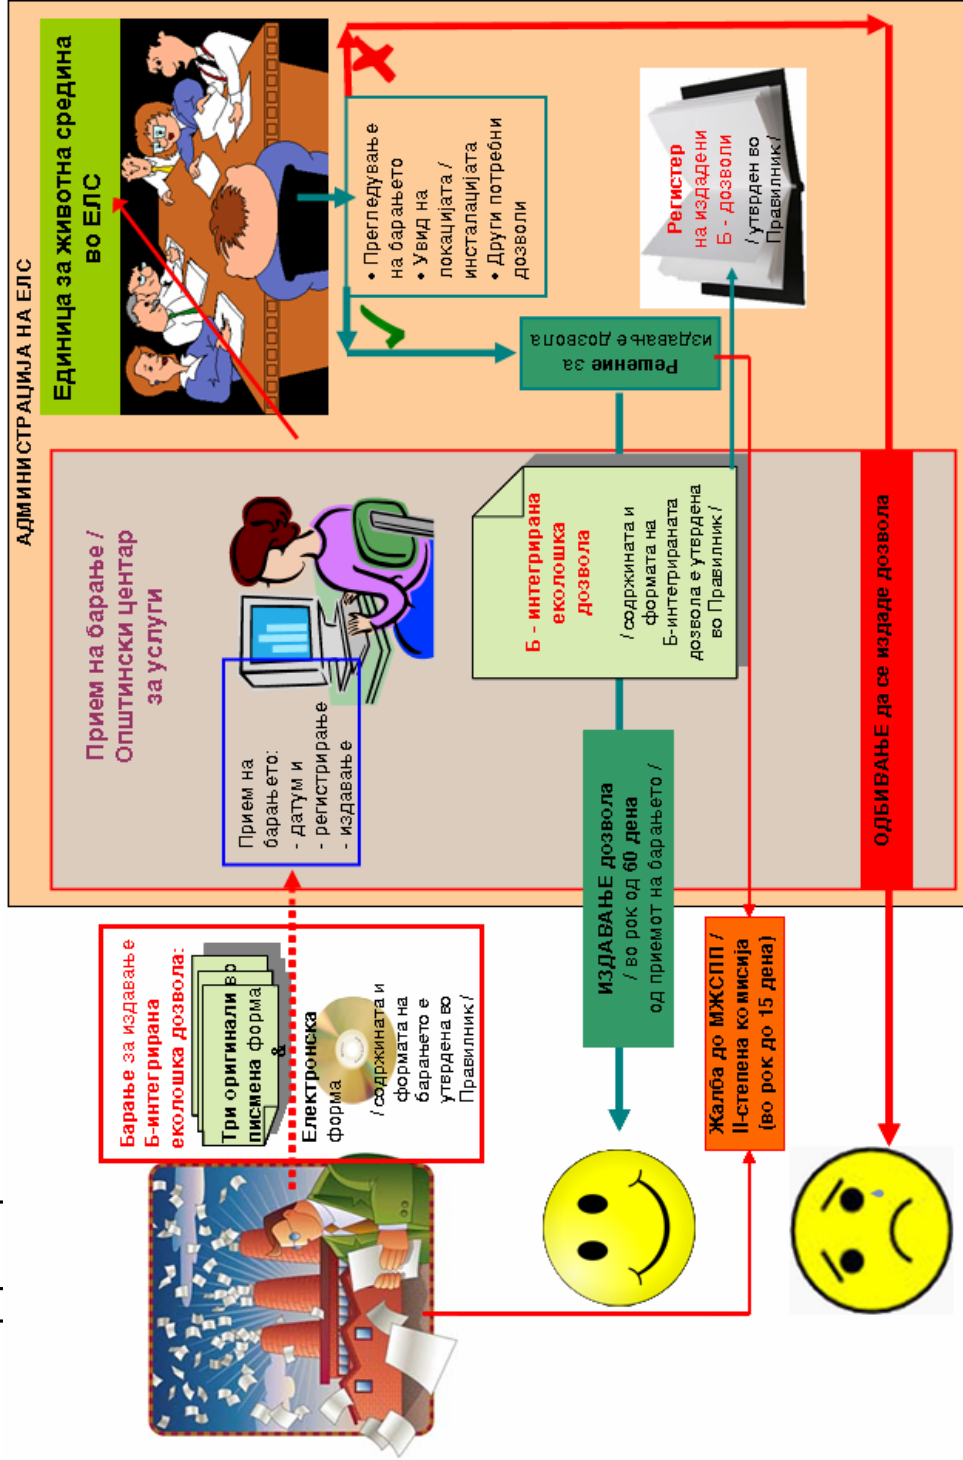 АДМИНИСТРАЦИЈА НА ЕЛС
Единица за животна средина
во ЕЛС
Прием на барање /
Општински центар
за услуги
Барање за издавање
Б-интегрирана
еколошка дозвола:
Три оригинали во
писмена форма
&
Електронска
форма
/содржината и
формата на
барањето е
утврдена во
Правилник/
Прием на
барањето:
- датум и
- регистрирање
- издавање
• Прегледување
на барањето
• Увид на
локацијата /
инсталацијата
• Други потребни
дозволи
Решение за
издавање дозвола
Регистер
на издадени
Б - дозволи
/ утврден во
Правилник /
Б - интегрирана
еколошка
дозвола
/ содржината и
формата на
Б-интегрираната
дозвола е утврдена
во Правилник /
ИЗДАВАЊЕ дозвола
/ во рок од 60 дена
од приемот на барањето /
Жалба до МЖСПП /
II-степена комисија
(во рок до 15 дена)
ОДБИВАЊЕ да се издаде дозвола